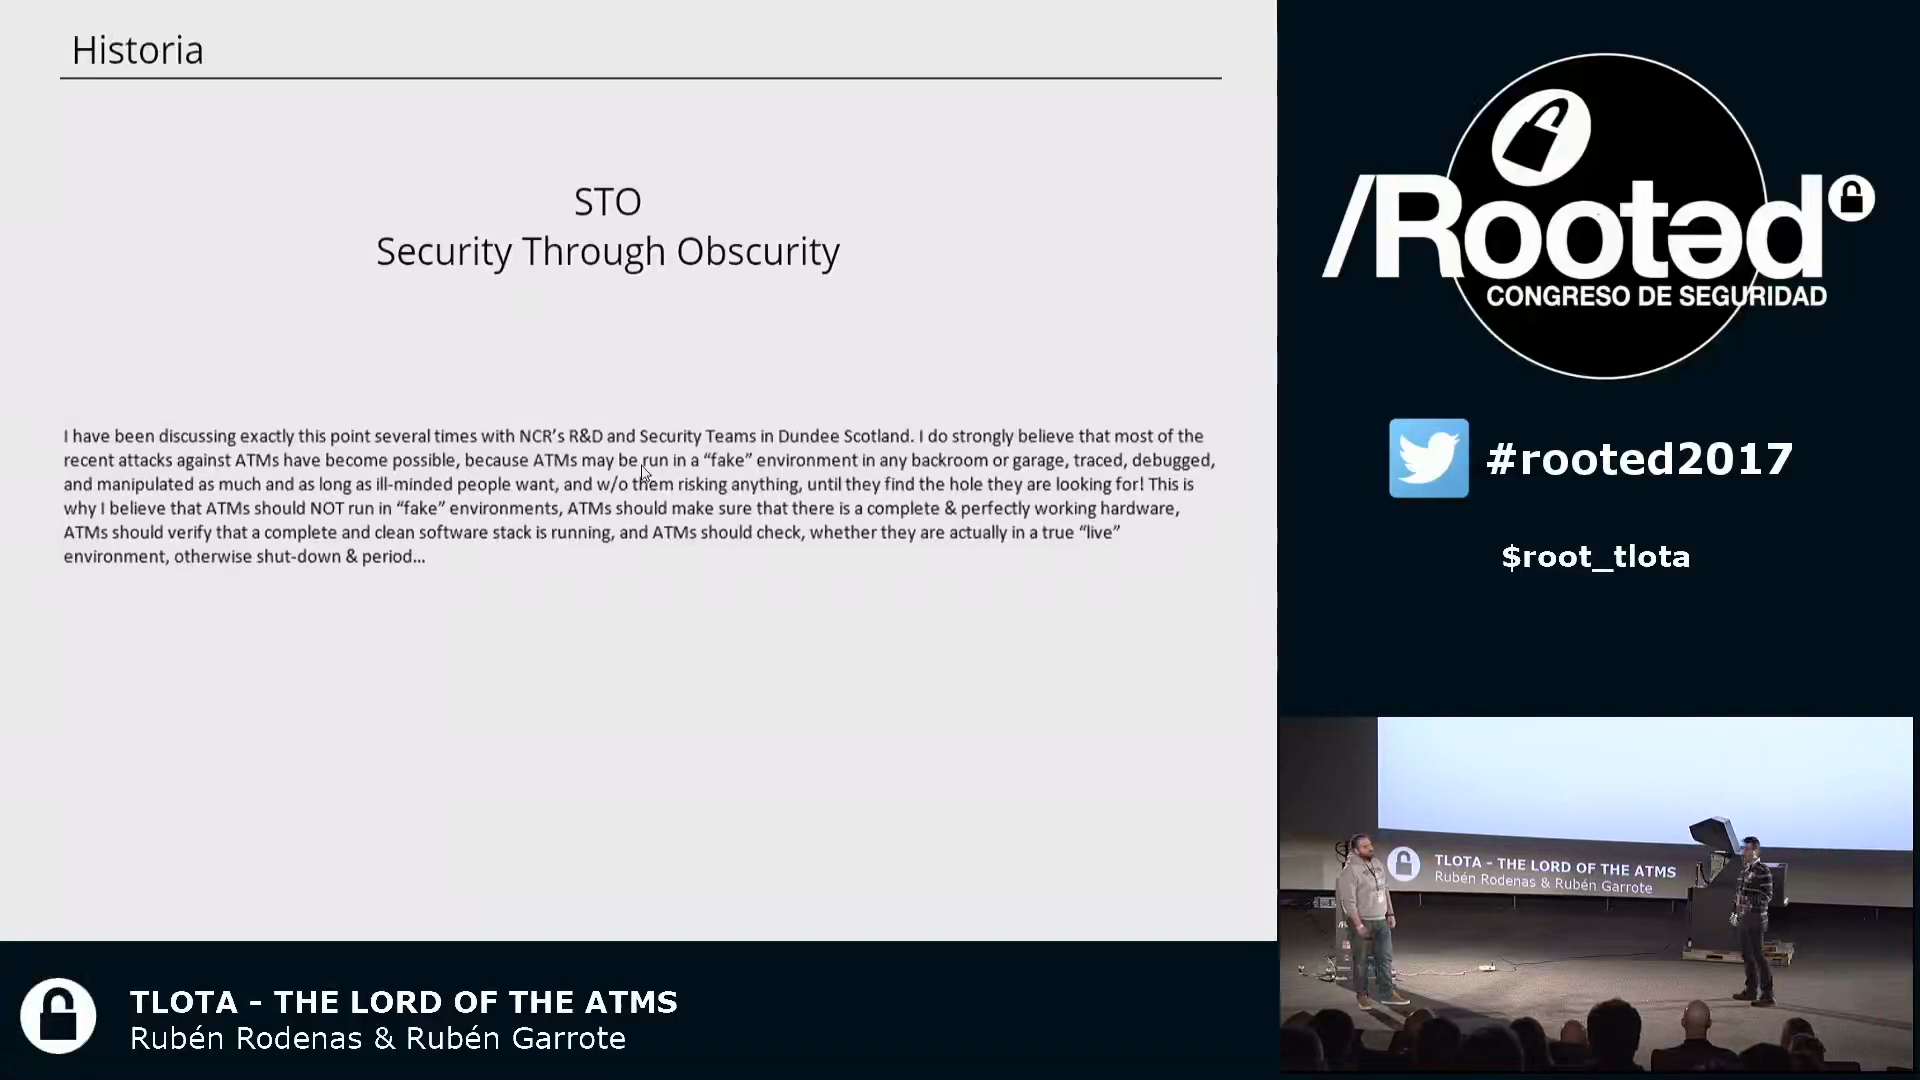 Historia
STO
Security Through Obscurity
I have been discussing exactly this point several times with NCR’s R&D and Security Teams in Dundee Scotland. I do strongly believe that most of the
recent attacks against ATMs have become possible, because ATMs may be run in a “fake” environment in any backroom or garage, traced, debugged,
and manipulated as much and as long as ill-minded people want, and w/o them risking anything, until they find the hole they are looking for! This is
why I believe that ATMs should NOT run in “fake” environments, ATMs should make sure that there is a complete & perfectly working hardware,
ATMs should verify that a complete and clean software stack is running, and ATMs should check, whether they are actually in a true “live”
environment, otherwise shut-down & period...
/Rootəd
CONGRESO DE SEGURIDAD
#rooted2017
$root_tlota
TLOTA - THE LORD OF THE ATMS
Rubén Rodenas & Rubén Garrote
TLOTA - THE LORD OF THE ATMS
Rubén Rodenas & Rubén Garrote